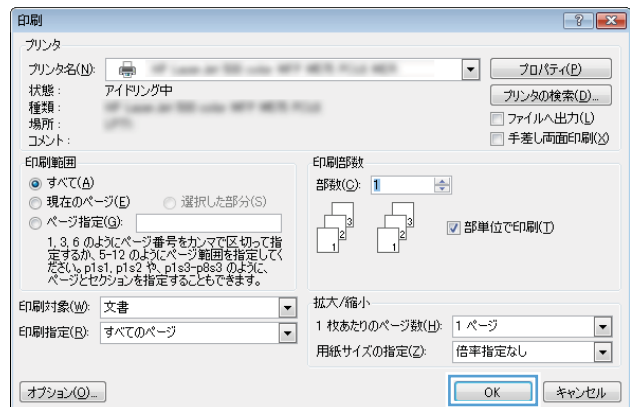 印刷
プリンタ
プリンタ名(N):
プロパティ(P)
状態： アイドリング中
プリンタの検索(D)...
種類：
場所：
ファイルへ出力(L)
コメント：
手差し両面印刷(X)
印刷範囲
すべて(A)
現在のページ(E) 選択した部分(S)
ページ指定(G):
1, 3, 6 のようにページ番号をカンマで区切って指
定するか、5-12 のようにページ範囲を指定してく
ださい。p1s1, p1s2 や、p1s3-p8s3 のように、
ページとセクションを指定することもできます。
印刷部数
部数(C): 1
3 3
2 2
1 1
部単位で印刷(T)
印刷対象(W): 文書
印刷指定(R): すべてのページ
拡大/縮小
1 枚あたりのページ数(H): 1 ページ
用紙サイズの指定(Z): 倍率指定なし
オプション(O)...
OK
キャンセル